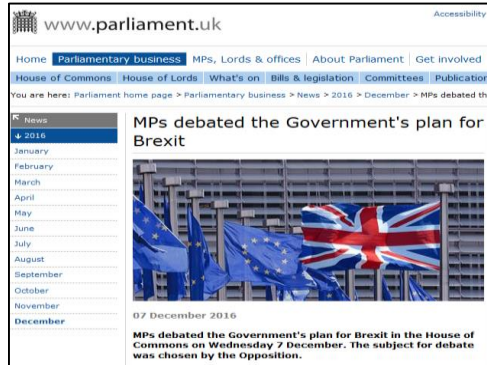 www.parliament.uk
Accessibility
Home Parliamentary business MPs, Lords & offices About Parliament Get involved
House of Commons House of Lords What's on Bills & legislation Committees Publication
You are here: Parliament home page > Parliamentary business > News > 2016 > December > MPs debated th
News
2016
January
February
March
April
May
June
July
August
September
October
November
December
MPs debated the Government's plan for
Brexit
07 December 2016
MPs debated the Government's plan for Brexit in the House of
Commons on Wednesday 7 December. The subject for debate
was chosen by the Opposition.